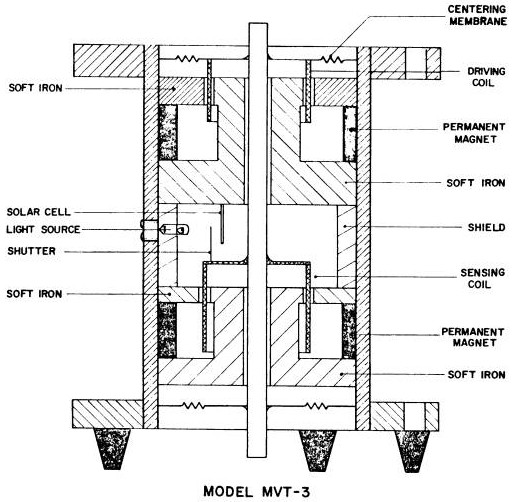 CENTERING
MEMBRANE
SOFT IRON
DRIVING
COIL
PERMANENT
MAGNET
SOFT IRON
SOLAR CELL
LIGHT SOURCE
SHIELD
SHUTTER
SENSING
COIL
SOFT IRON
PERMANENT
MAGNET
SOFT IRON
MODEL MVT-3